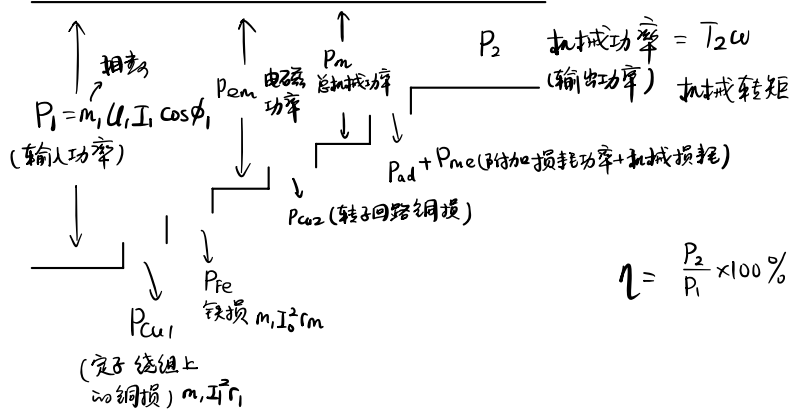 相数
P₁ = m₁U₁I₁cosϕ₁
(输入功率)
Pem 电磁功率
Pm
总机械功率
P₂ 机械功率 = T₂ω
(输出功率) 机械转矩
Pad + Pme(附加损耗功率+机械损耗)
Pcu2 (转子回路铜损)
PFe
铁损 m₁I₀²rm
Pcu1
(定子绕组上
的铜损) m₁I₁²r₁
η = P₂/P₁ ×100%